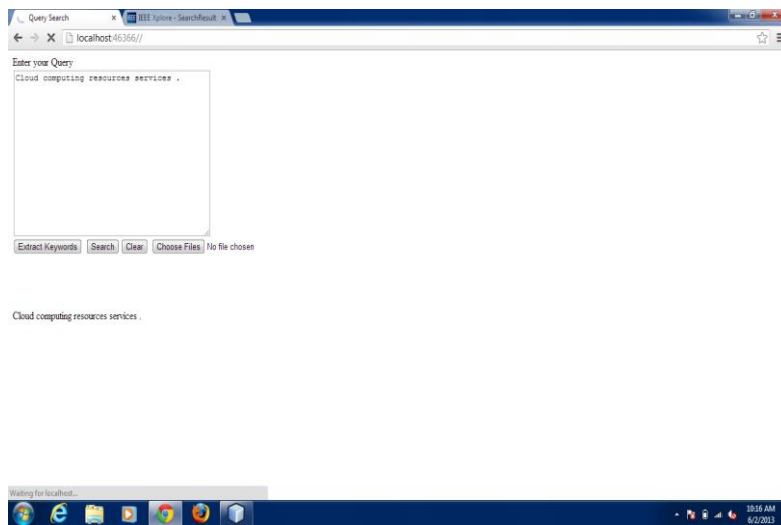 Query Search x IEEE Xplore - SearchResult x
localhost:46366//
Enter your Query
Cloud computing resources services .
Extract Keywords Search Clear Choose Files No file chosen
Cloud computing resources services .
Waiting for localhost...
10:16 AM
6/2/2013